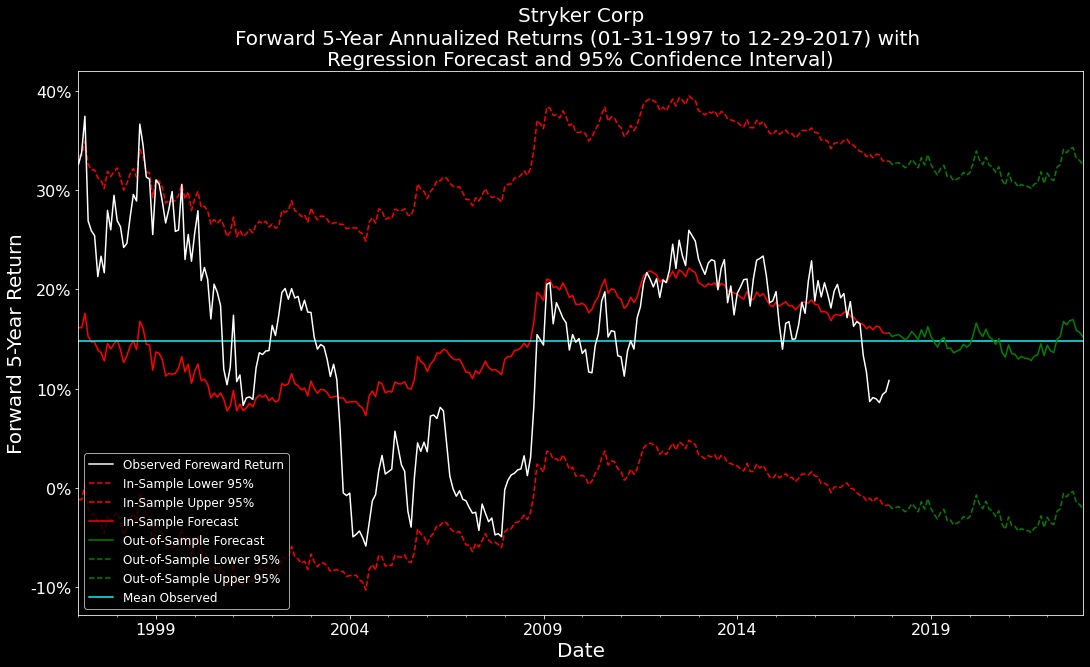 Stryker Corp
Forward 5-Year Annualized Returns (01-31-1997 to 12-29-2017) with
Regression Forecast and 95% Confidence Interval)
Forward 5-Year Return
40%
30%
20%
10%
0%
-10%
Observed Foreward Return
In-Sample Lower 95%
In-Sample Upper 95%
In-Sample Forecast
Out-of-Sample Forecast
Out-of-Sample Lower 95%
Out-of-Sample Upper 95%
Mean Observed
1999
2004
2009
2014
2019
Date